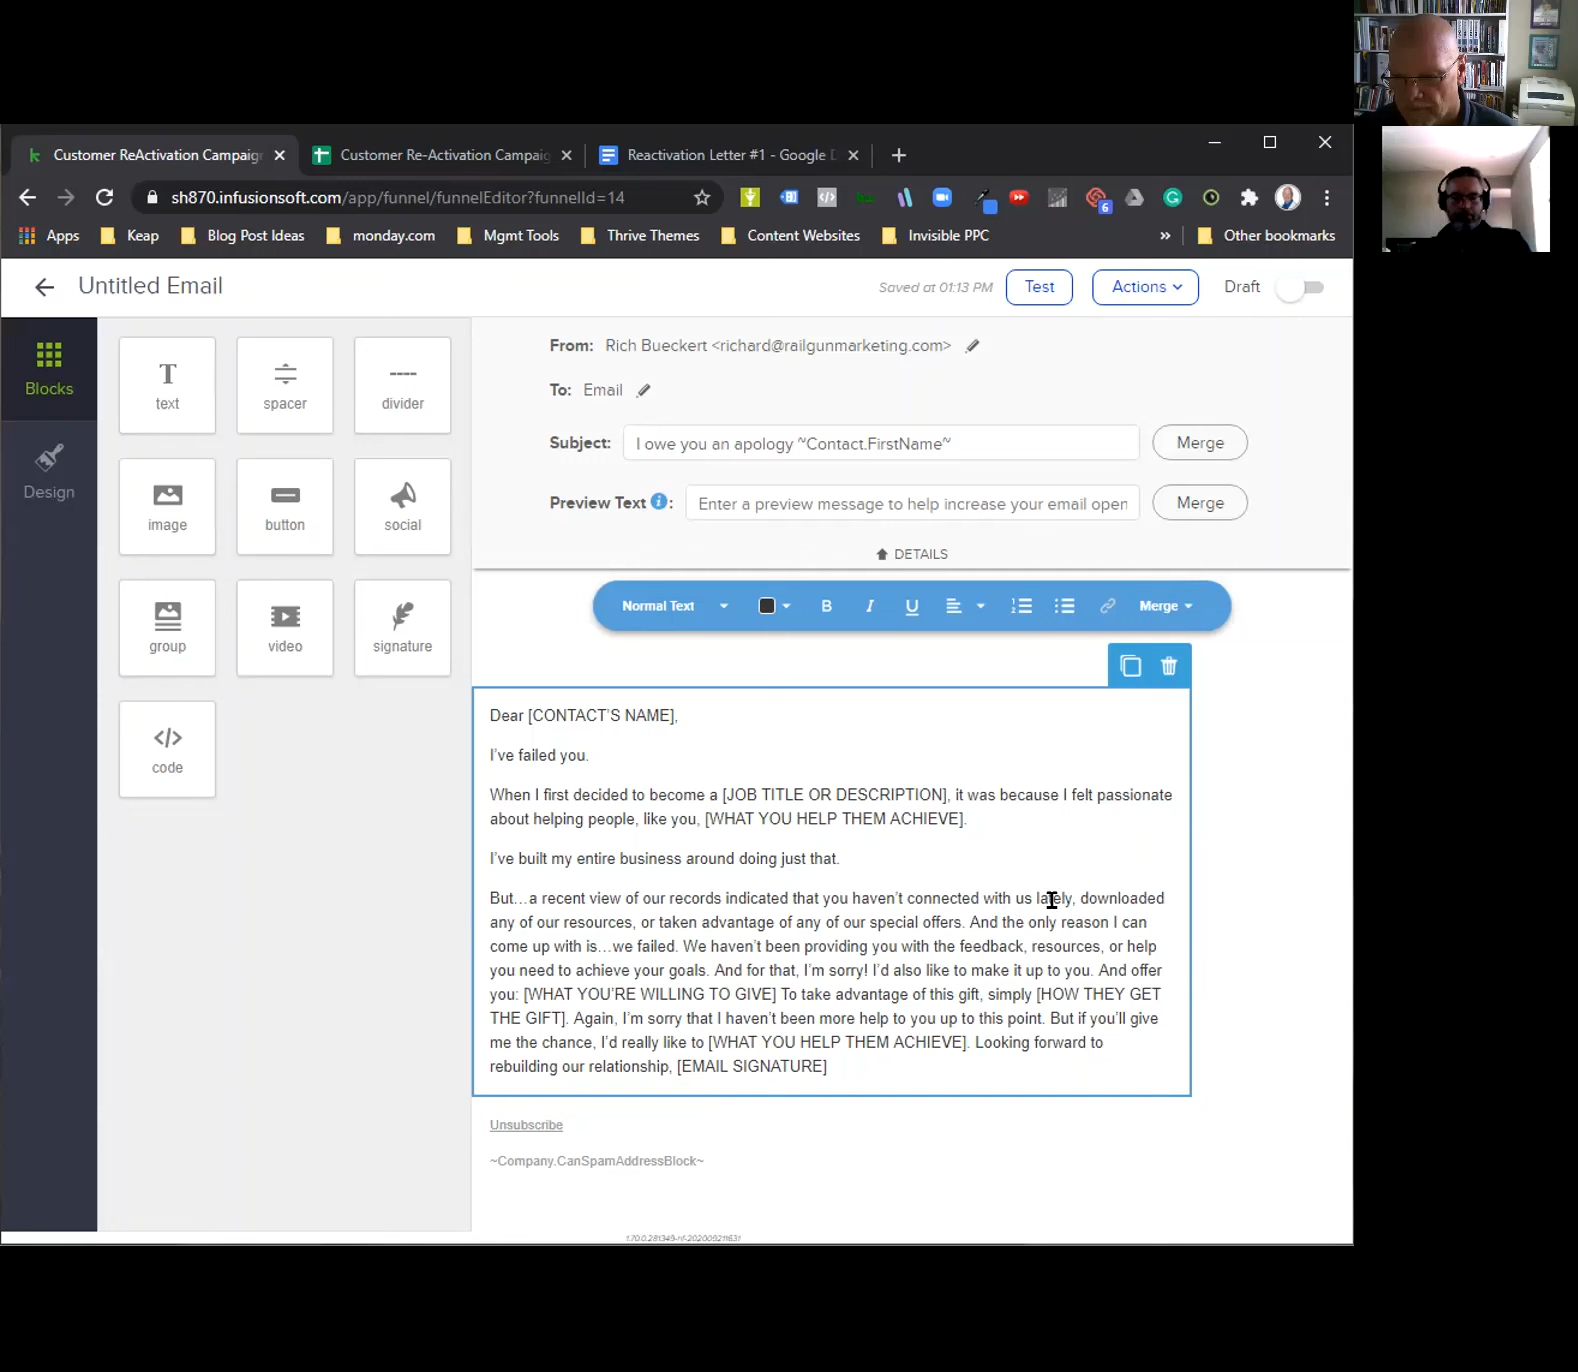 Customer ReActivation Campaig
Customer Re-Activation Campaig
Reactivation Letter #1 - Google D
sh870.infusionsoft.com/app/funnel/funnelEditor?funnelId=14
6
Apps
Keap
Blog Post Ideas
monday.com
Mgmt Tools
Thrive Themes
Content Websites
Invisible PPC
»
Other bookmarks
Untitled Email
Saved at 01:13 PM
Test
Actions
Draft
Blocks
Design
text
spacer
divider
image
button
social
group
video
signature
code
From: Rich Bueckert <richard@railgunmarketing.com>
To: Email
Subject: I owe you an apology ~Contact.FirstName~
Merge
Preview Text : Enter a preview message to help increase your email open
Merge
DETAILS
Normal Text
B I U
Merge
Dear [CONTACT’S NAME],
I’ve failed you.
When I first decided to become a [JOB TITLE OR DESCRIPTION], it was because I felt passionate
about helping people, like you, [WHAT YOU HELP THEM ACHIEVE].
I’ve built my entire business around doing just that.
But…a recent view of our records indicated that you haven’t connected with us lately, downloaded
any of our resources, or taken advantage of any of our special offers. And the only reason I can
come up with is…we failed. We haven’t been providing you with the feedback, resources, or help
you need to achieve your goals. And for that, I’m sorry! I’d also like to make it up to you. And offer
you: [WHAT YOU’RE WILLING TO GIVE] To take advantage of this gift, simply [HOW THEY GET
THE GIFT]. Again, I’m sorry that I haven’t been more help to you up to this point. But if you’ll give
me the chance, I’d really like to [WHAT YOU HELP THEM ACHIEVE]. Looking forward to
rebuilding our relationship, [EMAIL SIGNATURE]
Unsubscribe
~Company.CanSpamAddressBlock~